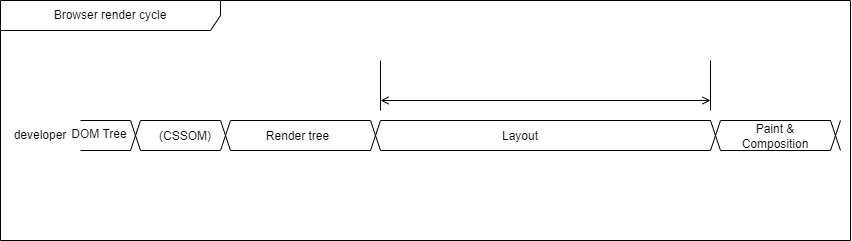 Browser render cycle
developer
DOM Tree
(CSSOM)
Render tree
Layout
Paint &
Composition